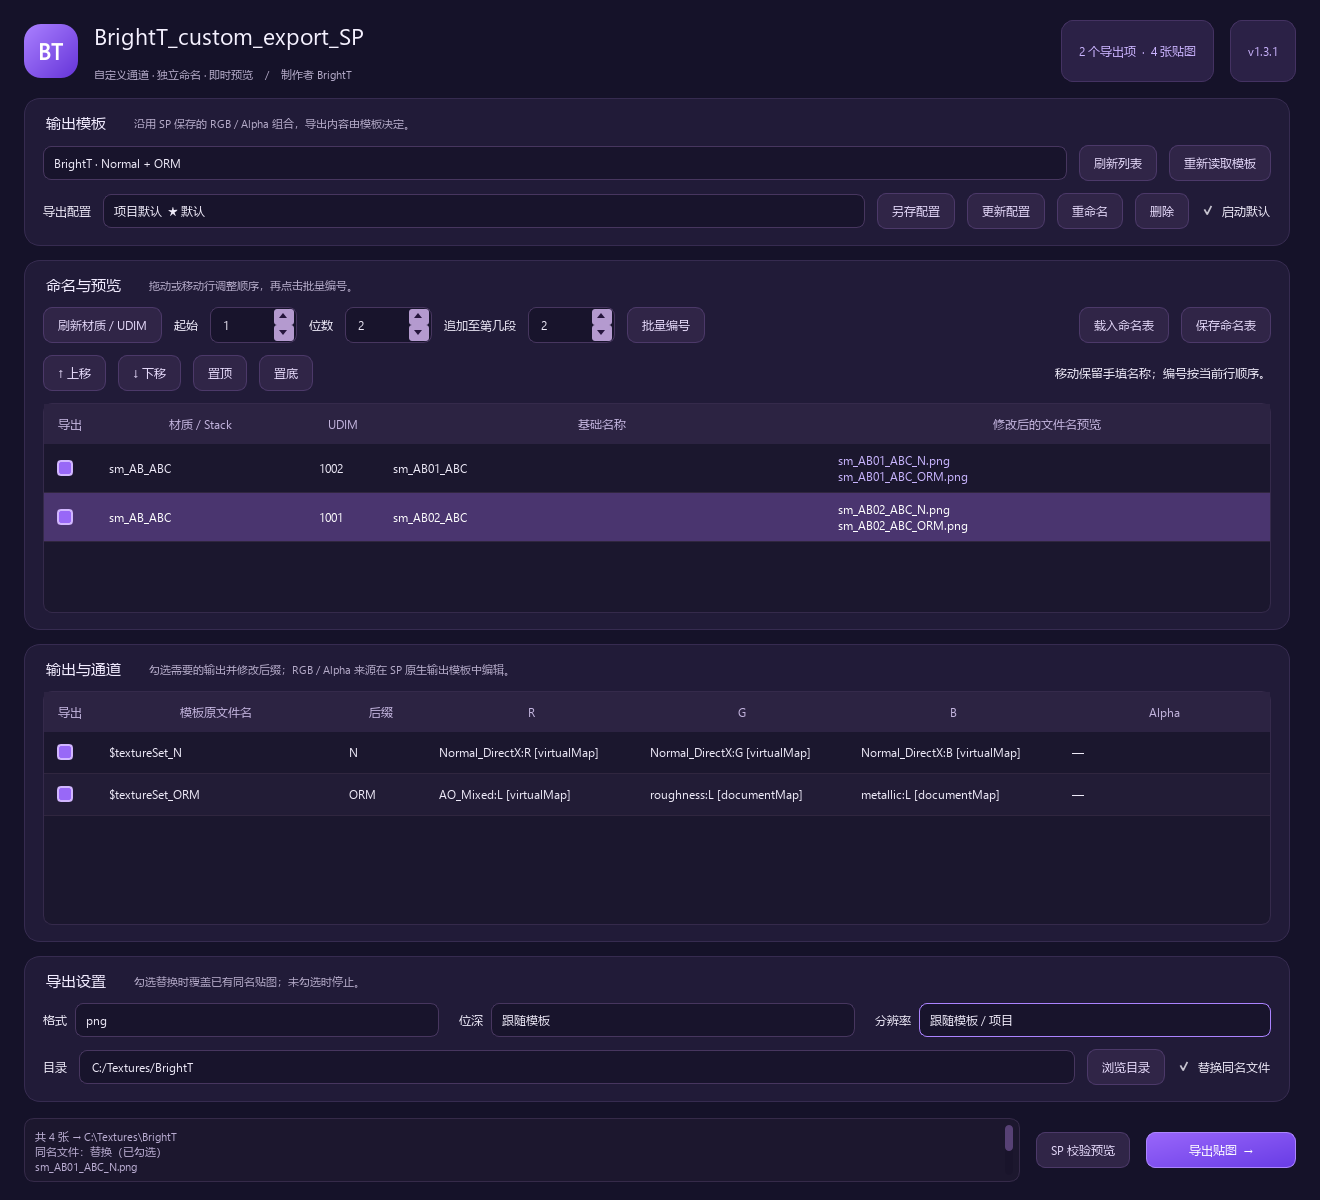 BT
BrightT_custom_export_SP
自定义通道 · 独立命名 · 即时预览 / 制作者 BrightT
2 个导出项 · 4 张贴图
v1.3.1
输出模板 沿用 SP 保存的 RGB / Alpha 组合，导出内容由模板决定。
BrightT · Normal + ORM 刷新列表 重新读取模板
导出配置 项目默认 ★ 默认 另存配置 更新配置 重命名 删除 ✓ 启动默认
命名与预览 拖动或移动行调整顺序，再点击批量编号。
刷新材质 / UDIM 起始 1 位数 2 追加至第几段 2 批量编号 载入命名表 保存命名表
↑ 上移 ↓ 下移 置顶 置底 移动保留手填名称；编号按当前行顺序。
导出 材质 / Stack UDIM 基础名称 修改后的文件名预览
sm_AB_ABC 1002 sm_AB01_ABC sm_AB01_ABC_N.png
sm_AB01_ABC_ORM.png
sm_AB_ABC 1001 sm_AB02_ABC sm_AB02_ABC_N.png
sm_AB02_ABC_ORM.png
输出与通道 勾选需要的输出并修改后缀；RGB / Alpha 来源在 SP 原生输出模板中编辑。
导出 模板原文件名 后缀 R G B Alpha
$textureSet_N N Normal_DirectX:R [virtualMap] Normal_DirectX:G [virtualMap] Normal_DirectX:B [virtualMap] —
$textureSet_ORM ORM AO_Mixed:L [virtualMap] roughness:L [documentMap] metallic:L [documentMap] —
导出设置 勾选替换时覆盖已有同名贴图；未勾选时停止。
格式 png 位深 跟随模板 分辨率 跟随模板 / 项目
目录 C:/Textures/BrightT 浏览目录 ✓ 替换同名文件
共 4 张 → C:\Textures\BrightT
同名文件：替换（已勾选）
sm_AB01_ABC_N.png
SP 校验预览 导出贴图 →